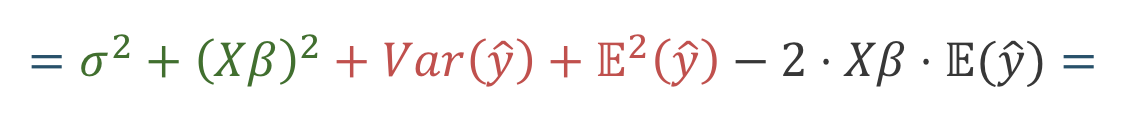 = σ² + (Xβ)² + Var(ŷ) + 𝔼²(ŷ) − 2 · Xβ · 𝔼(ŷ) =